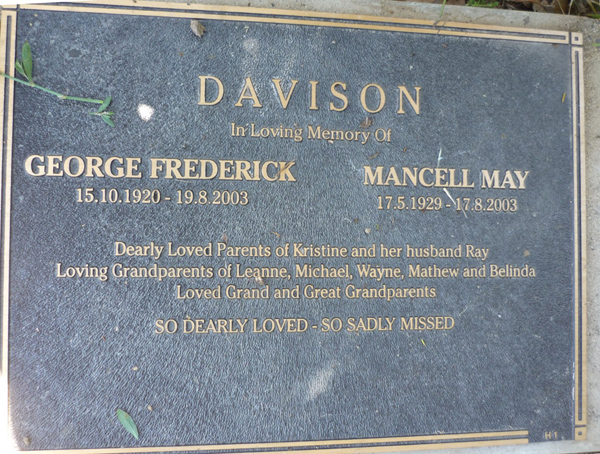 DAVISON
In Loving Memory Of
GEORGE FREDERICK
15.10.1920 - 19.8.2003
MANCELL MAY
17.5.1929 - 17.8.2003
Dearly Loved Parents of Kristine and her husband Ray
Loving Grandparents of Leanne, Michael, Wayne, Mathew and Belinda
Loved Grand and Great Grandparents
SO DEARLY LOVED - SO SADLY MISSED
H 1